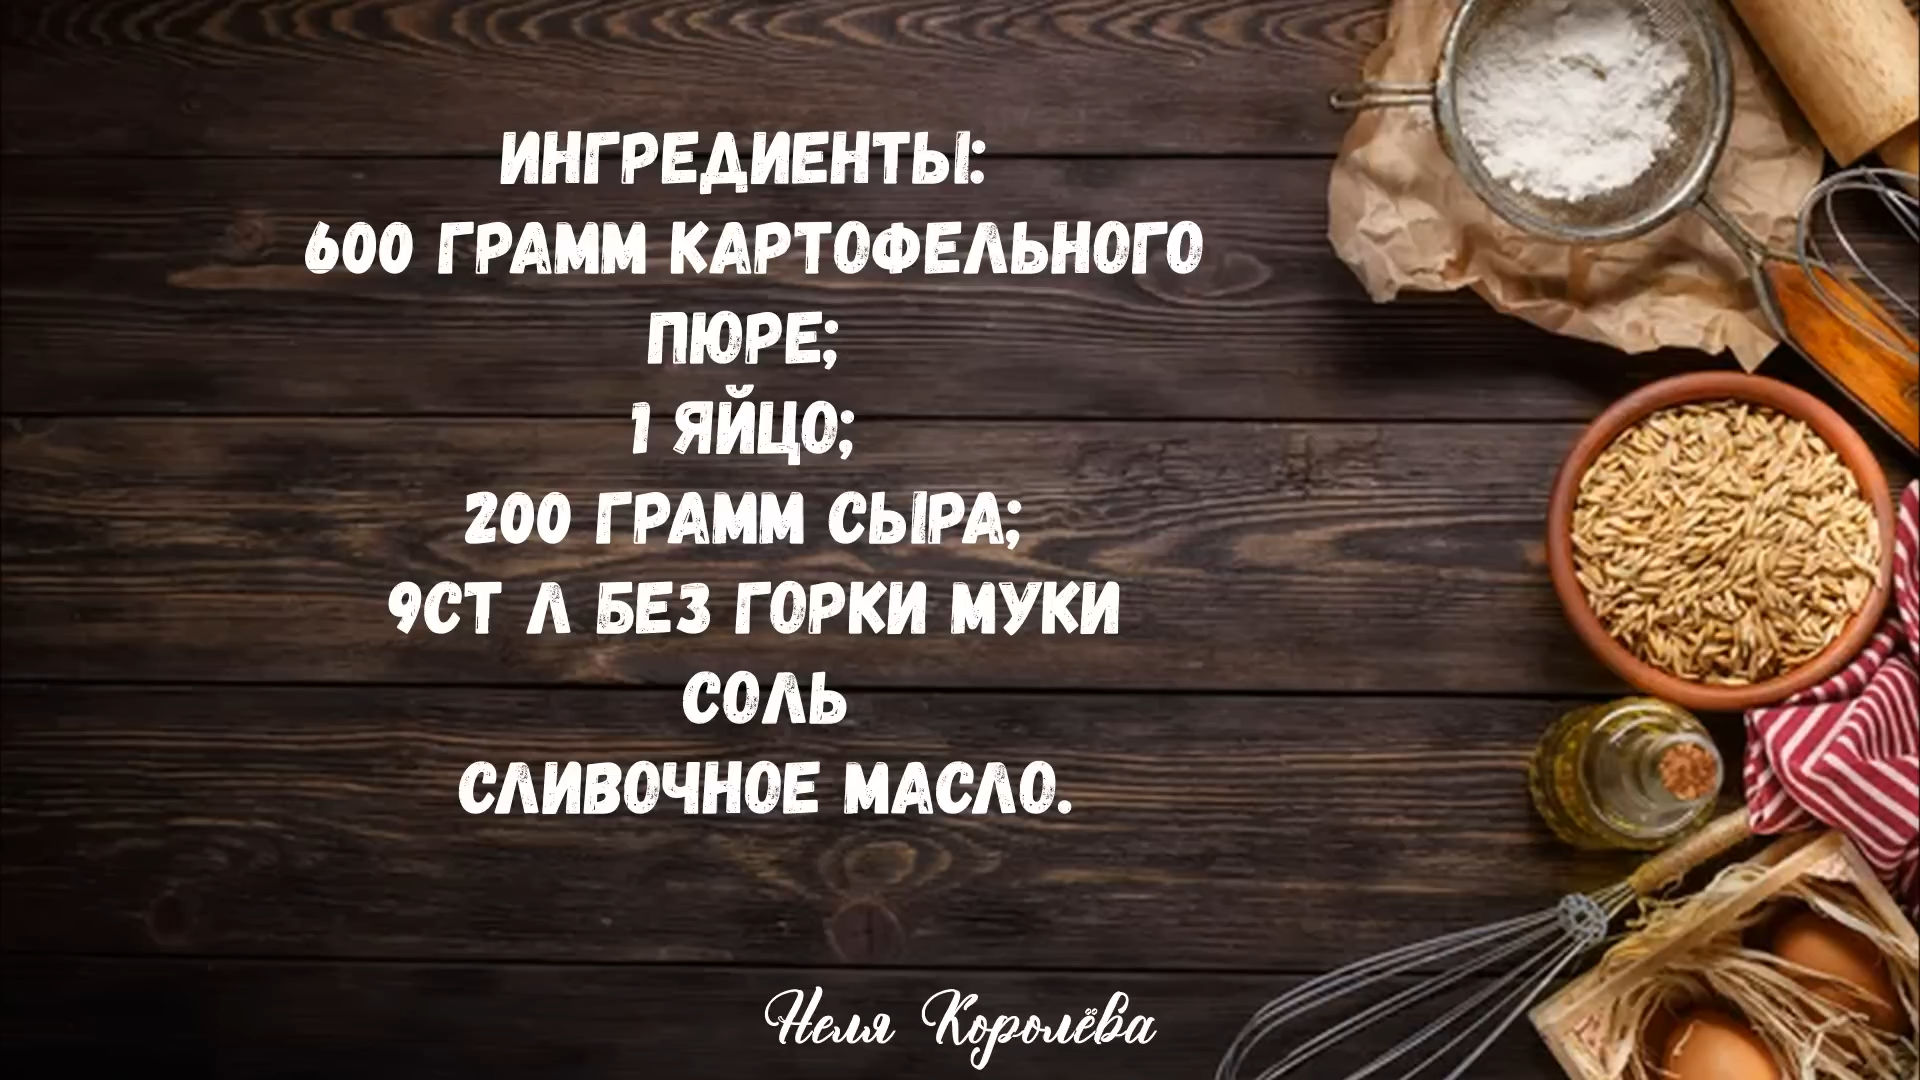 ИНГРЕДИЕНТЫ:
600 ГРАММ КАРТОФЕЛЬНОГО
ПЮРЕ;
1 ЯЙЦО;
200 ГРАММ СЫРА;
9СТ Л БЕЗ ГОРКИ МУКИ
СОЛЬ
СЛИВОЧНОЕ МАСЛО.
Неля Королёва